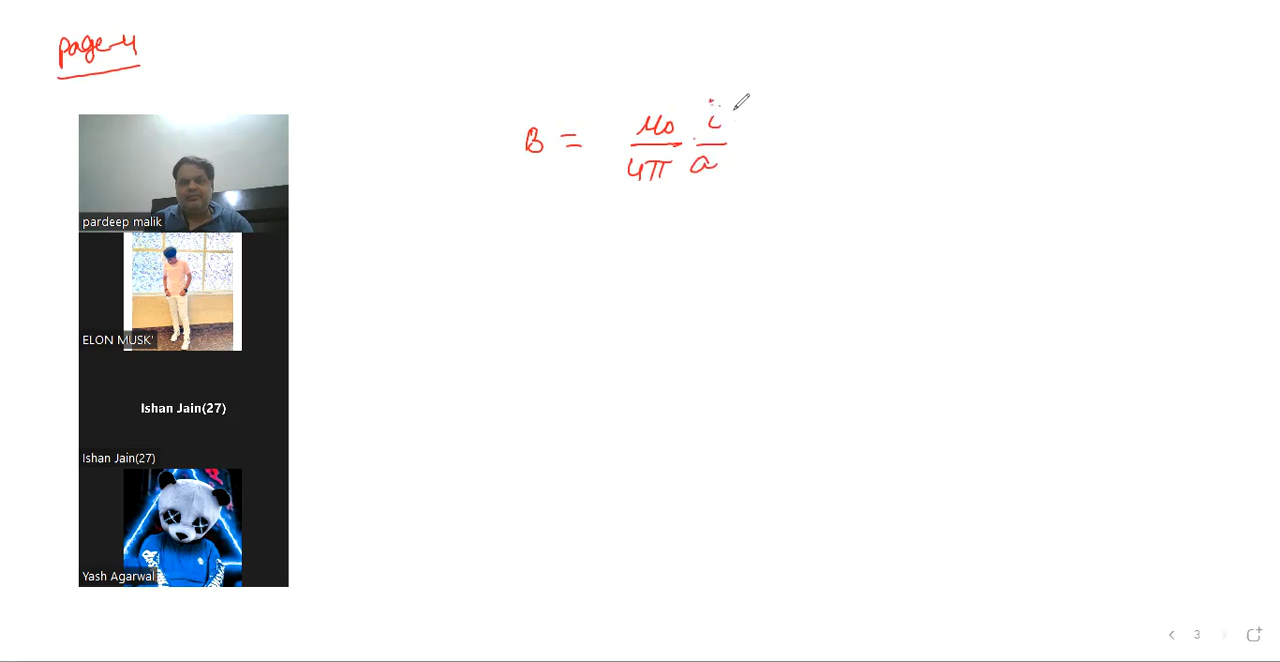 page-4
B = μ0/4π · i/a
pardeep malik
ELON MUSK'
Ishan Jain(27)
Ishan Jain(27)
Yash Agarwal
3